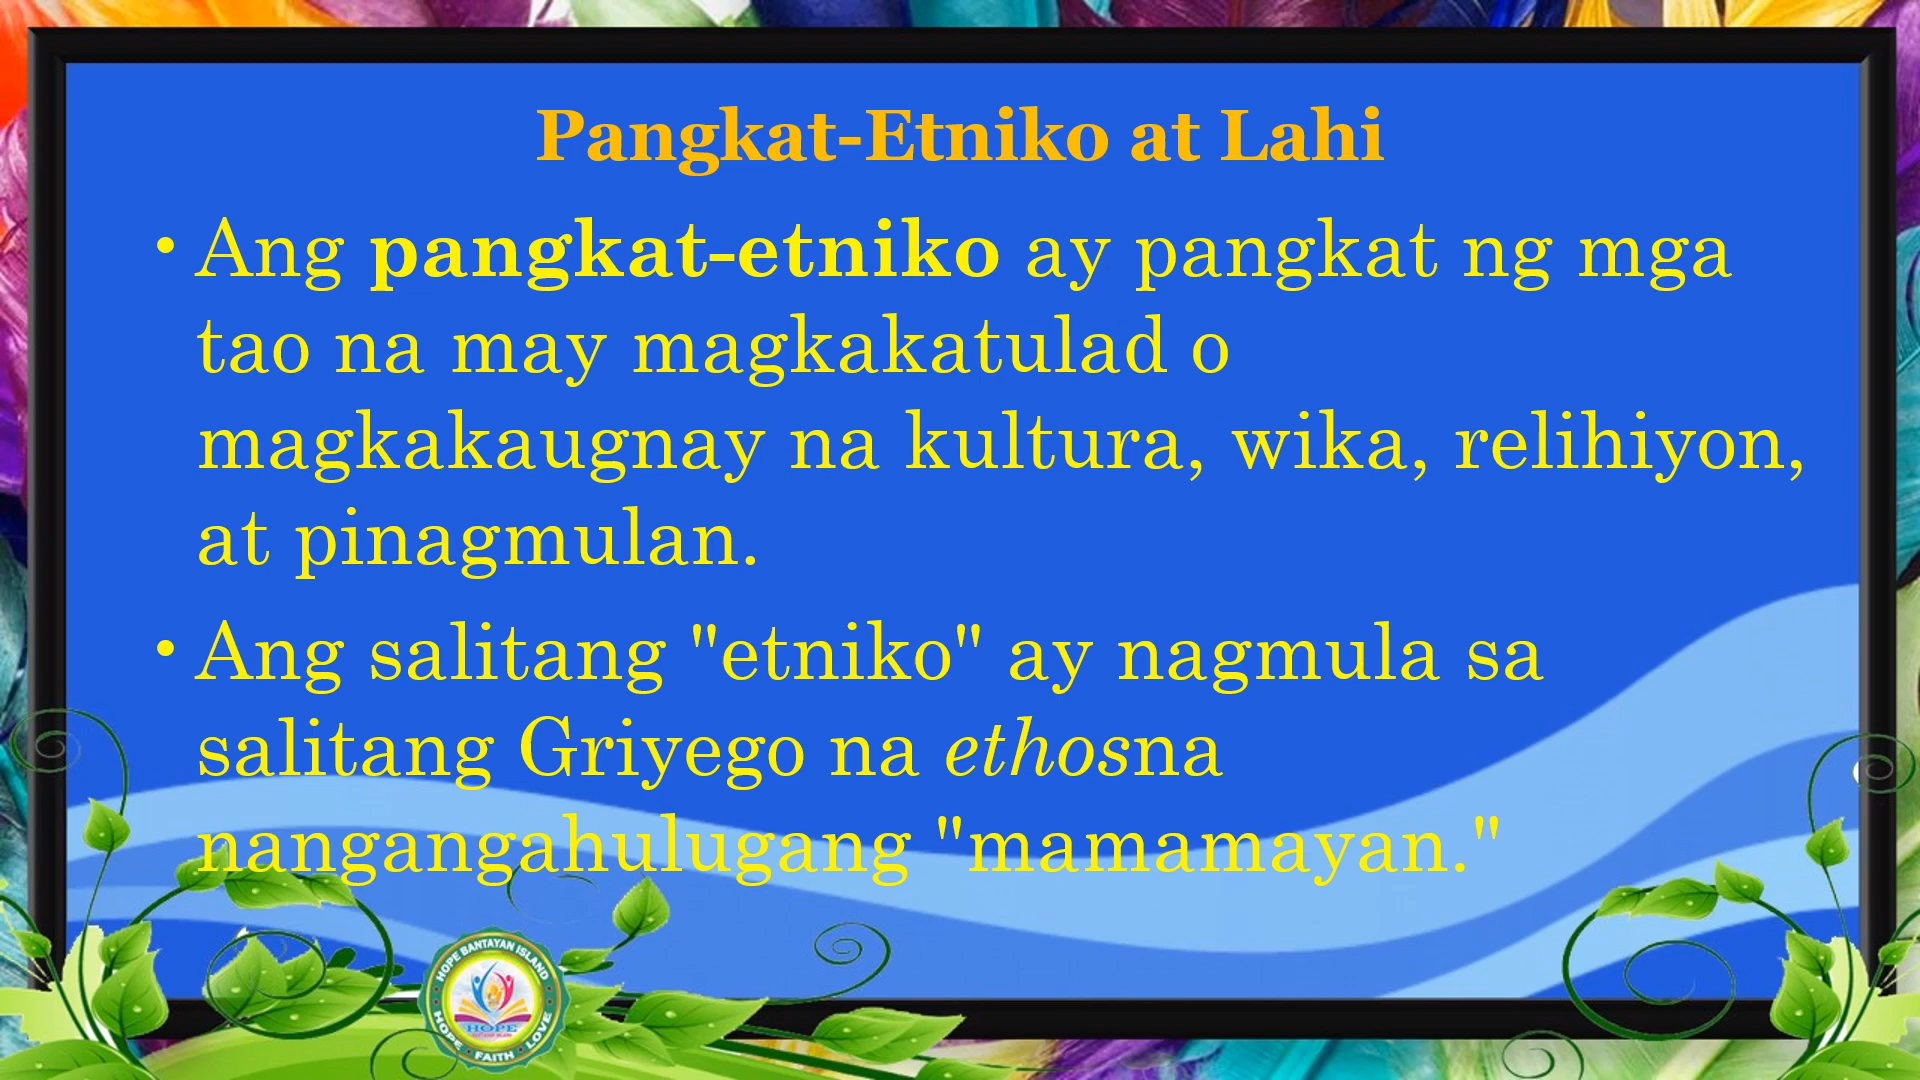 Pangkat-Etniko at Lahi
• Ang pangkat-etniko ay pangkat ng mga
tao na may magkakatulad o
magkakaugnay na kultura, wika, relihiyon,
at pinagmulan.
• Ang salitang "etniko" ay nagmula sa
salitang Griyego na ethosna
nangangahulugang "mamamayan."
HOPE BANTAYAN ISLAND
HOPE
HOPE · FAITH · LOVE